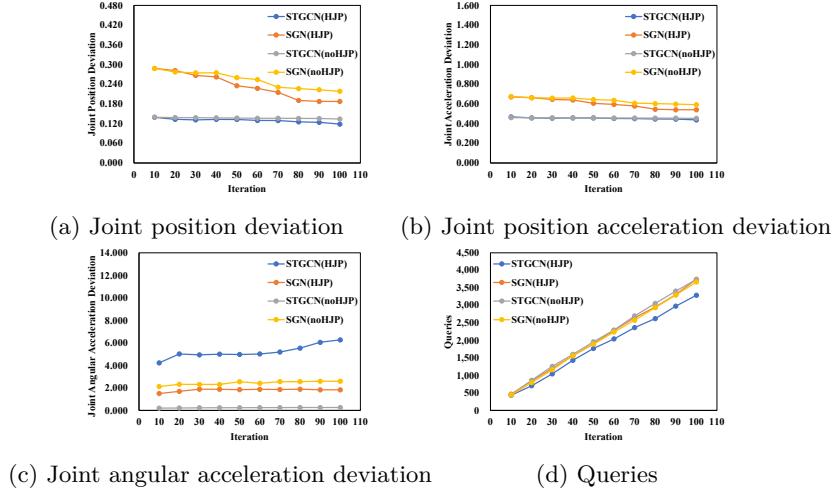 0.480
0.420
0.360
0.300
0.240
0.180
0.120
0.060
0.000
Joint Position Deviation
STGCN(HJP)
SGN(HJP)
STGCN(noHJP)
SGN(noHJP)
0 10 20 30 40 50 60 70 80 90 100 110
Iteration
1.600
1.400
1.200
1.000
0.800
0.600
0.400
0.200
0.000
Joint Acceleration Deviation
STGCN(HJP)
SGN(HJP)
STGCN(noHJP)
SGN(noHJP)
0 10 20 30 40 50 60 70 80 90 100 110
Iteration
(a) Joint position deviation
(b) Joint position acceleration deviation
14.000
12.000
10.000
8.000
6.000
4.000
2.000
0.000
Joint Angular Acceleration Deviation
STGCN(HJP)
SGN(HJP)
STGCN(noHJP)
SGN(noHJP)
0 10 20 30 40 50 60 70 80 90 100 110
Iteration
4,500
4,000
3,500
3,000
2,500
2,000
1,500
1,000
500
0
Queries
STGCN(HJP)
SGN(HJP)
STGCN(noHJP)
SGN(noHJP)
0 10 20 30 40 50 60 70 80 90 100 110
Iteration
(c) Joint angular acceleration deviation
(d) Queries